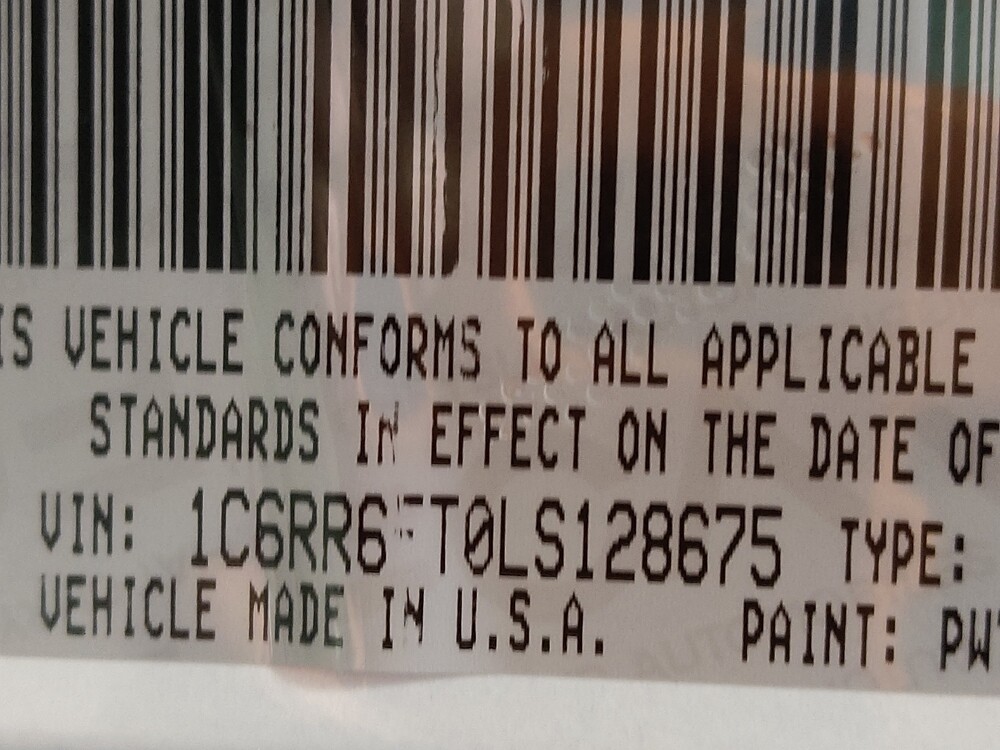 IS VEHICLE CONFORMS TO ALL APPLICABLE
STANDARDS IN EFFECT ON THE DATE OF
VIN: TYPE:
VEHICLE MADE IN U.S.A. PAINT: